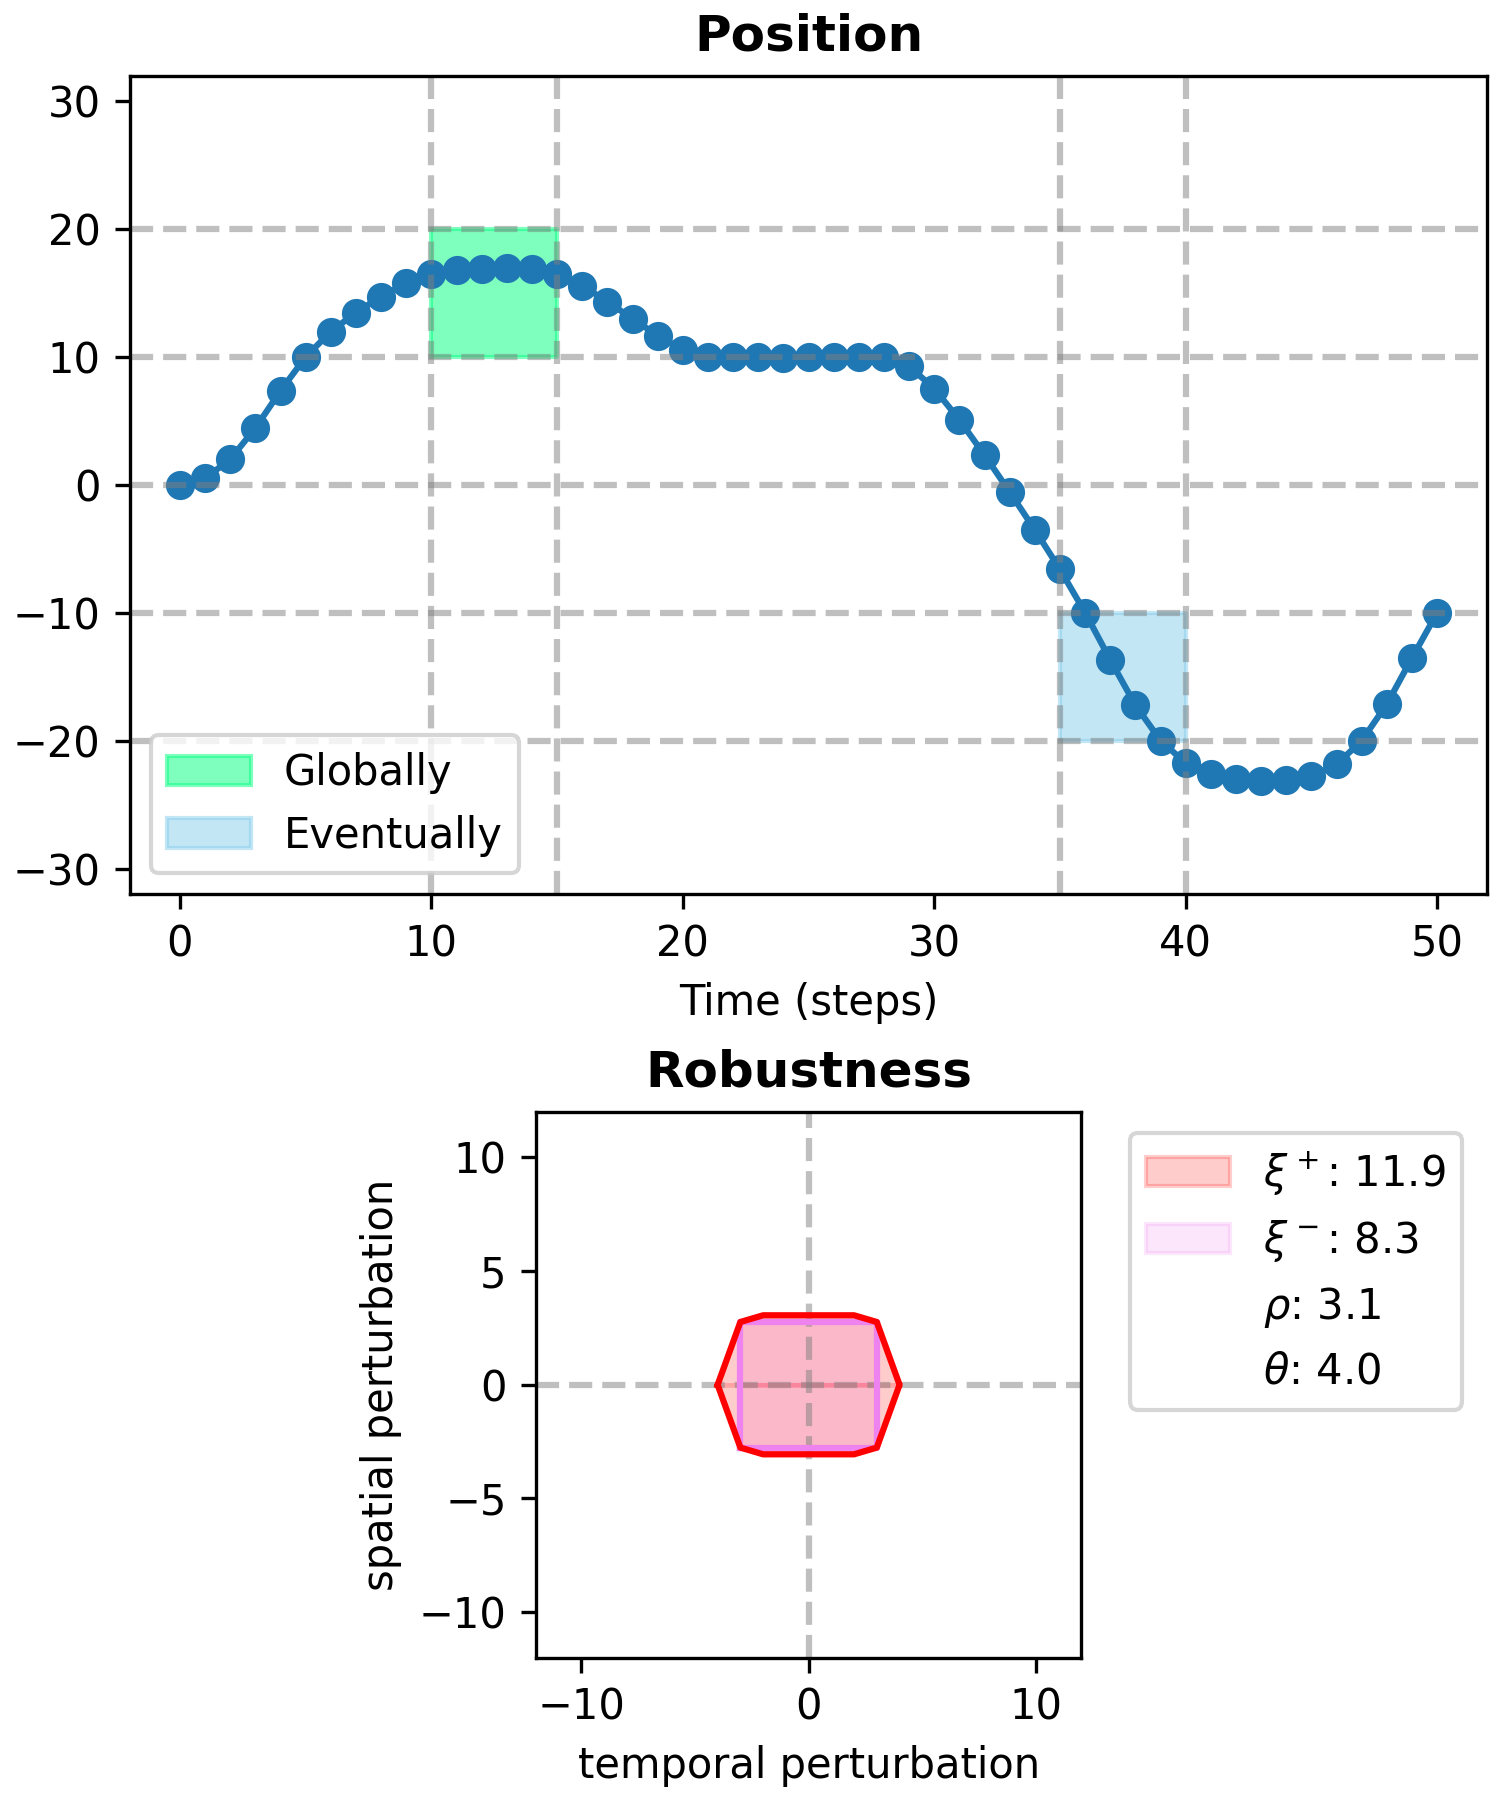 Position
30
20
10
0
−10
−20
−30
Globally
Eventually
0 10 20 30 40 50
Time (steps)
Robustness
10
5
0
−5
−10
spatial perturbation
−10 0 10
temporal perturbation
ξ⁺: 11.9
ξ⁻: 8.3
ρ: 3.1
θ: 4.0